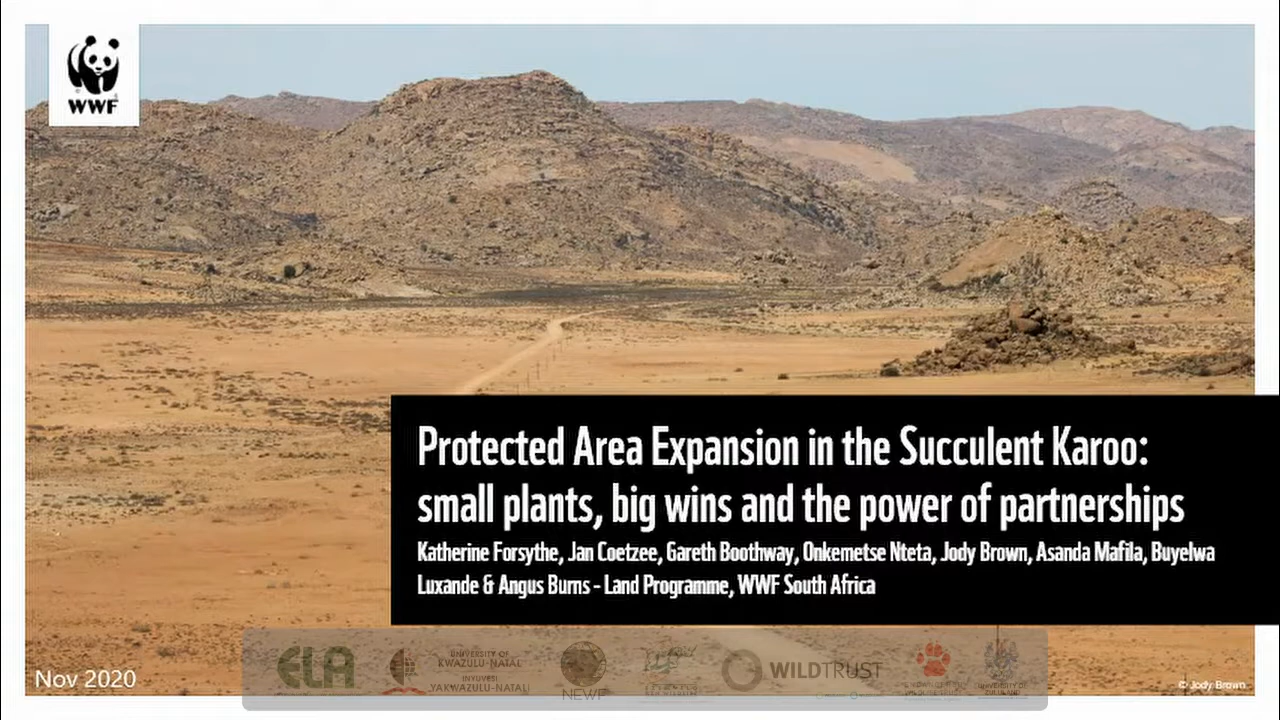 WWF
Protected Area Expansion in the Succulent Karoo:
small plants, big wins and the power of partnerships
Katherine Forsythe, Jan Coetzee, Gareth Boothway, Onkemetse Nteta, Jody Brown, Asanda Mafila, Buyelwa
Luxande & Angus Burns - Land Programme, WWF South Africa
Nov 2020
ELA
UNIVERSITY OF
KWAZULU-NATAL
INYUVESI
YAKWAZULU-NATALI
NEWF
WILDTRUST
© Jody Brown